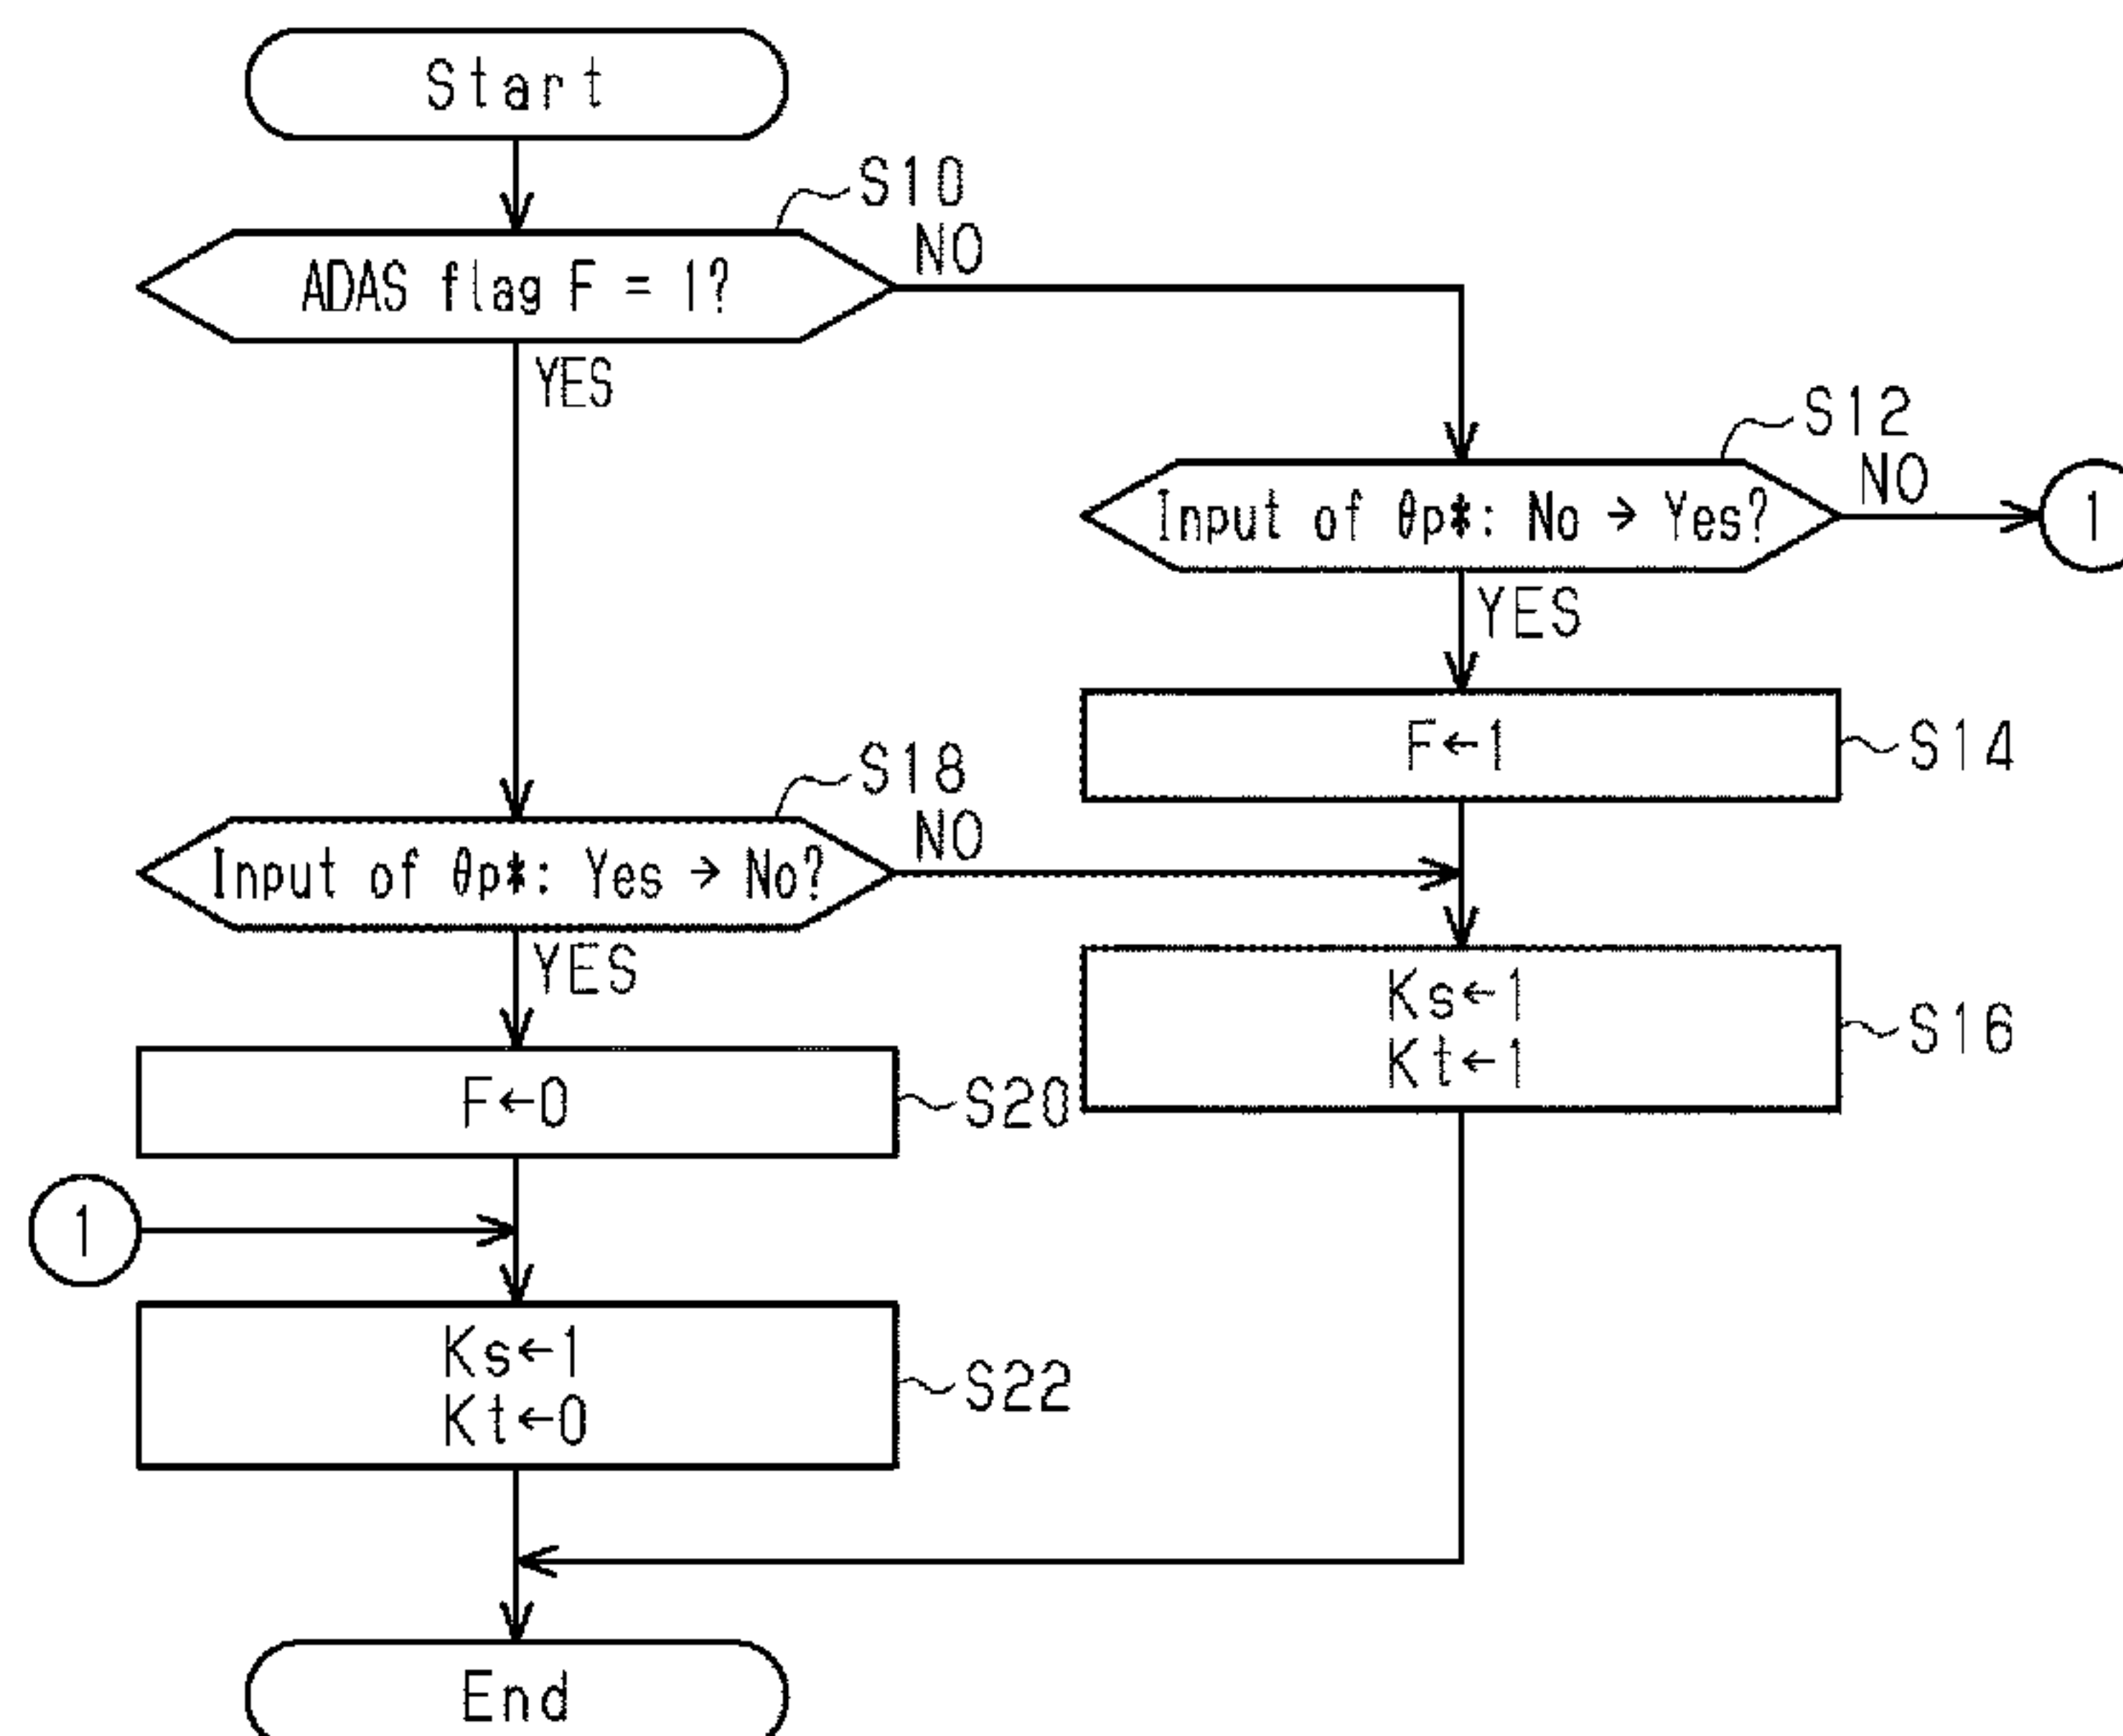 Start
S10
ADAS flag F = 1?
NO
YES
S12
Input of θp*: No → Yes?
NO
1
YES
F←1
S14
S18
Input of θp*: Yes → No?
NO
YES
Ks←1
Kt←1
S16
F←0
S20
1
Ks←1
Kt←0
S22
End